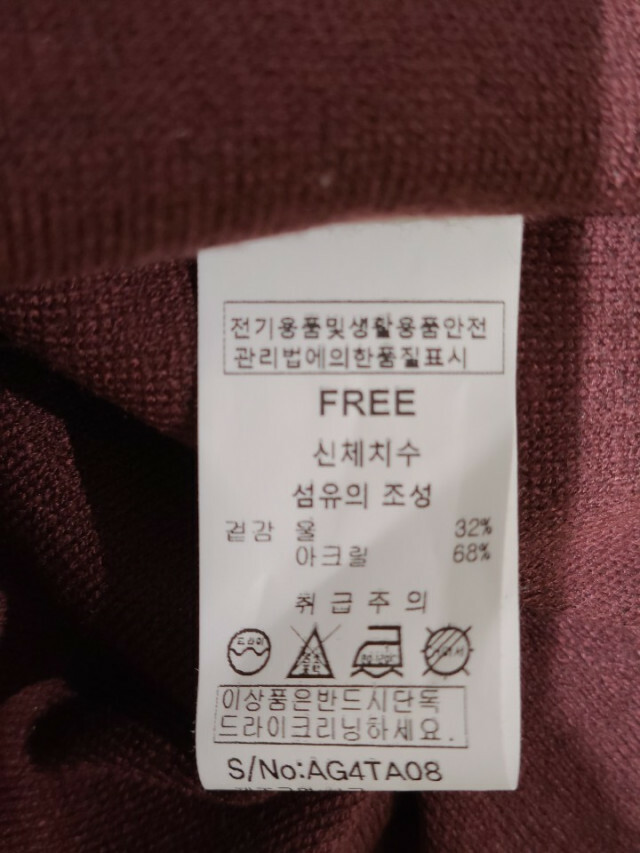 전기용품및생활용품안전
관리법에의한품질표시
FREE
신체치수
섬유의 조성
겉감 울 32%
아크릴 68%
취급주의
드라이
이상품은반드시단독
드라이크리닝하세요.
S/No:AG4TA08